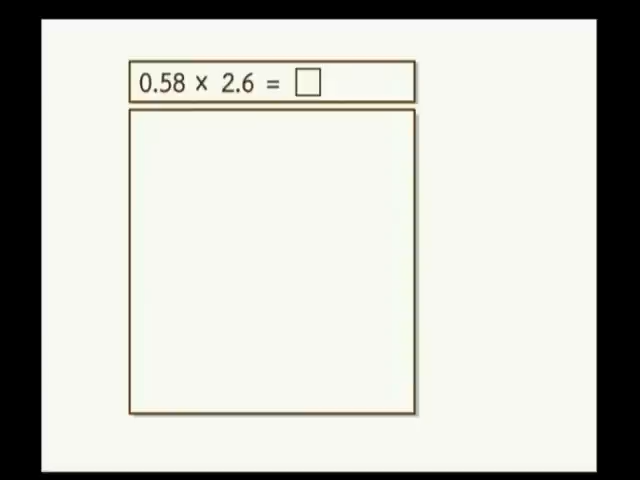 0.58 × 2.6 = □